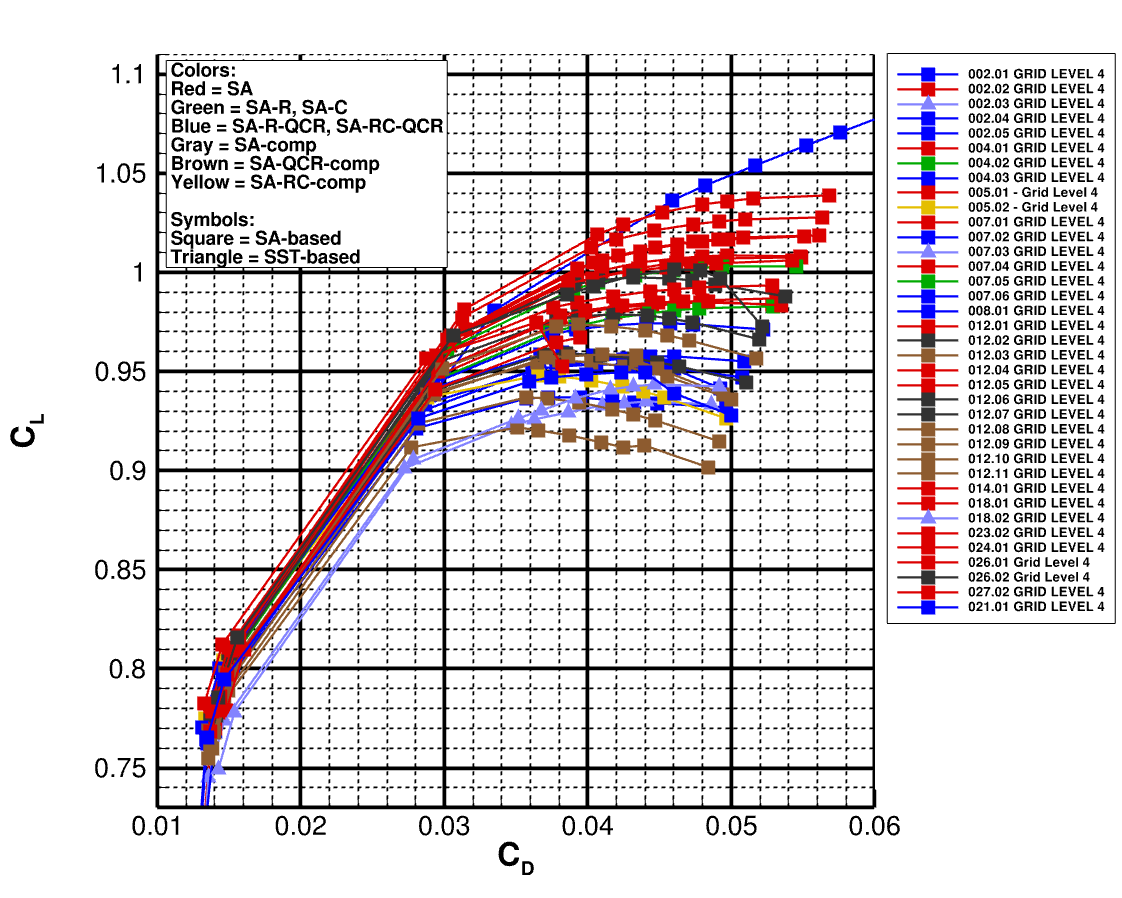 Colors:
Red = SA
Green = SA-R, SA-C
Blue = SA-R-QCR, SA-RC-QCR
Gray = SA-comp
Brown = SA-QCR-comp
Yellow = SA-RC-comp
Symbols:
Square = SA-based
Triangle = SST-based
1.1
1.05
1
0.95
0.9
0.85
0.8
0.75
CL
0.01 0.02 0.03 0.04 0.05 0.06
CD
002.01 GRID LEVEL 4
002.02 GRID LEVEL 4
002.03 GRID LEVEL 4
002.04 GRID LEVEL 4
002.05 GRID LEVEL 4
004.01 GRID LEVEL 4
004.02 GRID LEVEL 4
004.03 GRID LEVEL 4
005.01 - Grid Level 4
005.02 - Grid Level 4
007.01 GRID LEVEL 4
007.02 GRID LEVEL 4
007.03 GRID LEVEL 4
007.04 GRID LEVEL 4
007.05 GRID LEVEL 4
007.06 GRID LEVEL 4
008.01 GRID LEVEL 4
012.01 GRID LEVEL 4
012.02 GRID LEVEL 4
012.03 GRID LEVEL 4
012.04 GRID LEVEL 4
012.05 GRID LEVEL 4
012.06 GRID LEVEL 4
012.07 GRID LEVEL 4
012.08 GRID LEVEL 4
012.09 GRID LEVEL 4
012.10 GRID LEVEL 4
012.11 GRID LEVEL 4
014.01 GRID LEVEL 4
018.01 GRID LEVEL 4
018.02 GRID LEVEL 4
023.02 GRID LEVEL 4
024.01 GRID LEVEL 4
026.01 Grid Level 4
026.02 Grid Level 4
027.02 GRID LEVEL 4
021.01 GRID LEVEL 4